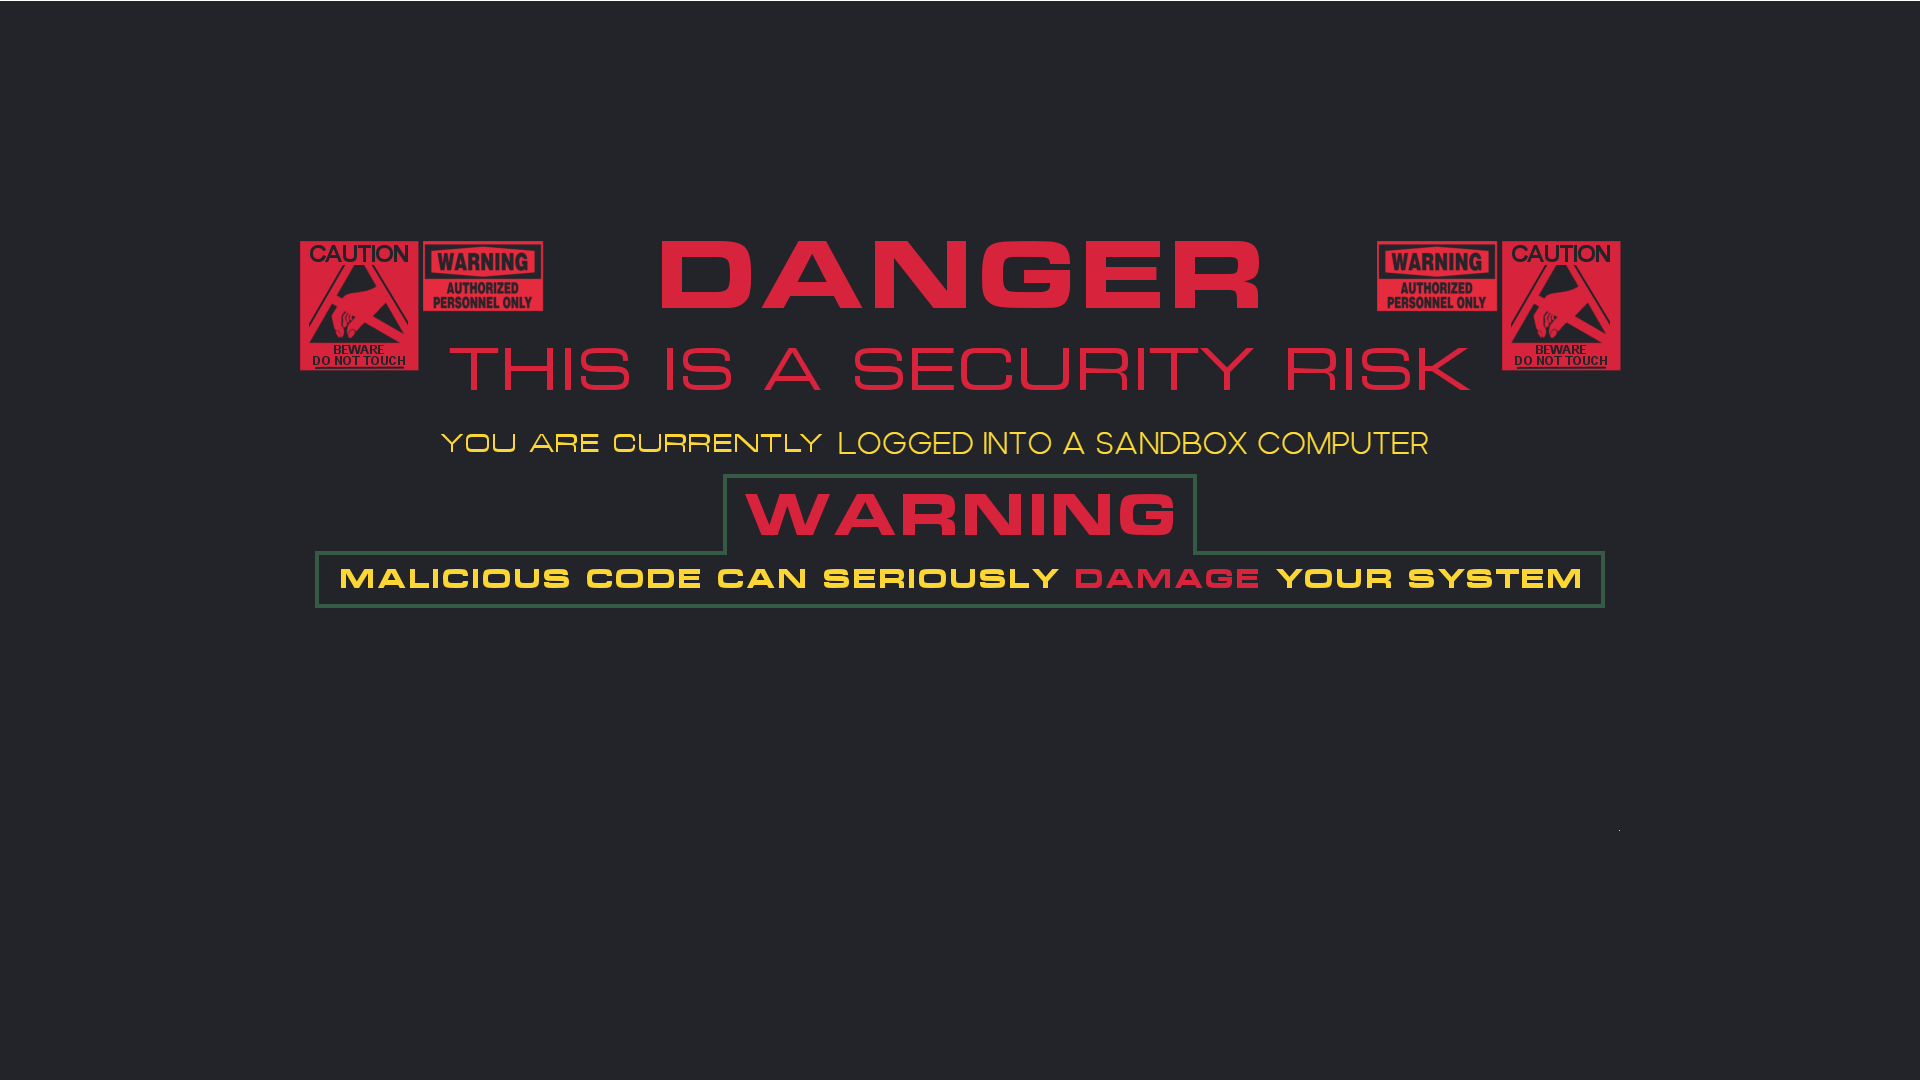 CAUTION
BEWARE
DO NOT TOUCH
WARNING
AUTHORIZED
PERSONNEL ONLY
DANGER
WARNING
AUTHORIZED
PERSONNEL ONLY
CAUTION
BEWARE
DO NOT TOUCH
THIS IS A SECURITY RISK
YOU ARE CURRENTLY LOGGED INTO A SANDBOX COMPUTER
WARNING
MALICIOUS CODE CAN SERIOUSLY DAMAGE YOUR SYSTEM